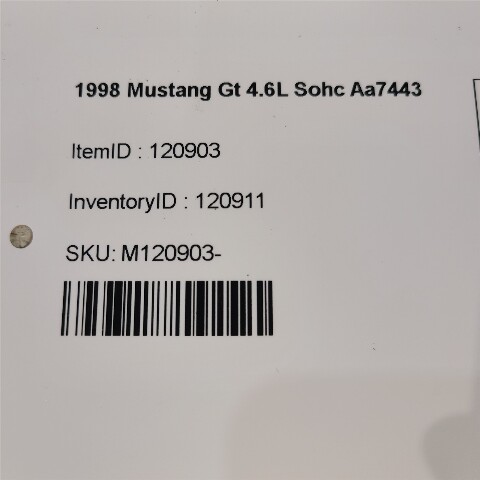 1998 Mustang Gt 4.6L Sohc Aa7443
ItemID : 120903
InventoryID : 120911
SKU: M120903-